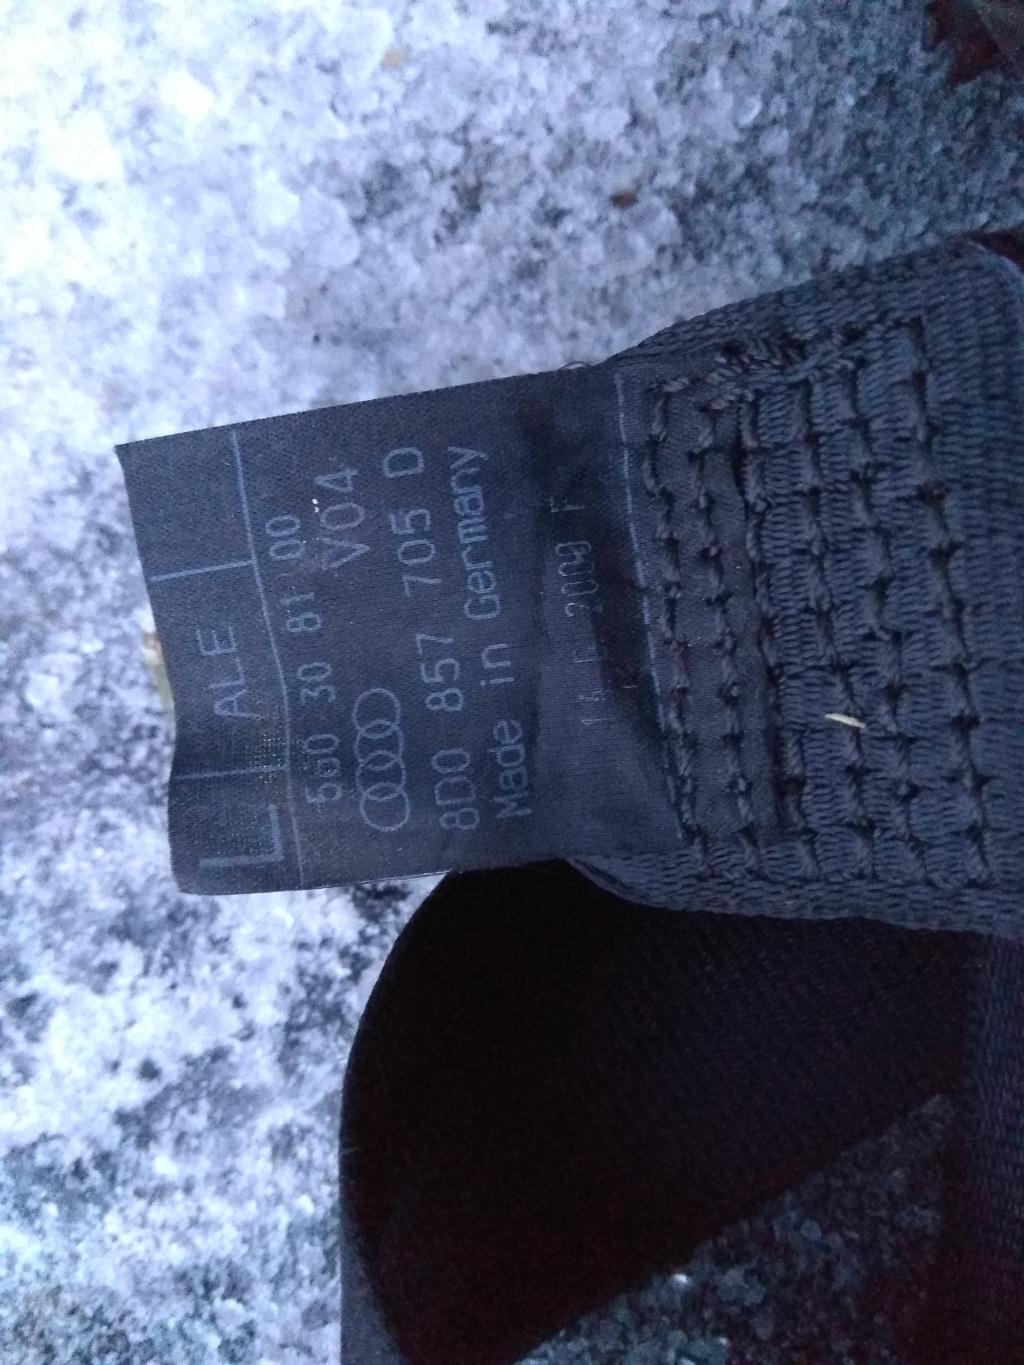 L ALE
560 30 81 00
V04
8D0 857 705 D
Made in Germany